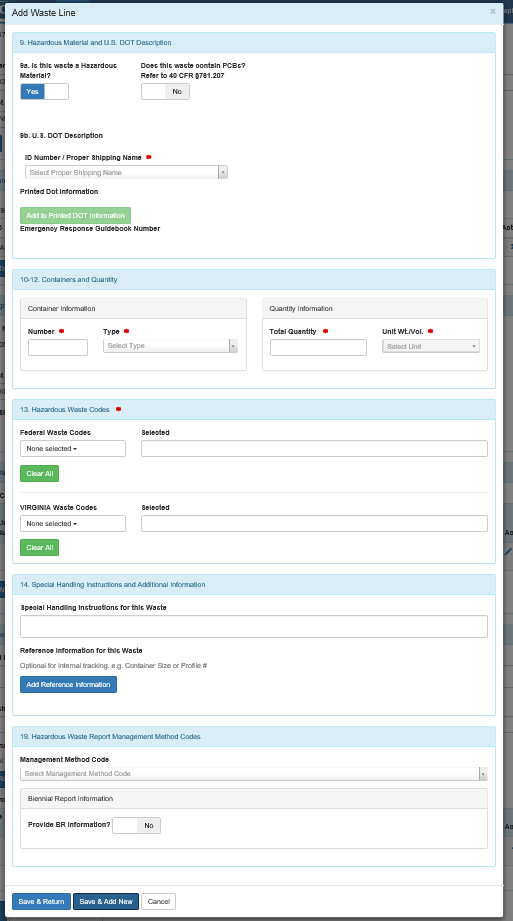 Add Waste Line ×
9. Hazardous Material and U.S. DOT Description
9a. Is this waste a Hazardous Material?
Yes
Does this waste contain PCBs?
Refer to 40 CFR §761.207
No
9b. U.S. DOT Description
ID Number / Proper Shipping Name
Select Proper Shipping Name
Printed Dot Information
Add to Printed DOT Information
Emergency Response Guidebook Number
10-12. Containers and Quantity
Container Information
Number
Type
Select Type
Quantity Information
Total Quantity
Unit Wt./Vol.
Select Unit
13. Hazardous Waste Codes
Federal Waste Codes
Selected
None selected
Clear All
VIRGINIA Waste Codes
Selected
None selected
Clear All
14. Special Handling Instructions and Additional Information
Special Handling Instructions for this Waste
Reference Information for this Waste
Optional for internal tracking. e.g. Container Size or Profile #
Add Reference Information
19. Hazardous Waste Report Management Method Codes
Management Method Code
Select Management Method Code
Biennial Report Information
Provide BR Information? No
Save & Return
Save & Add New
Cancel